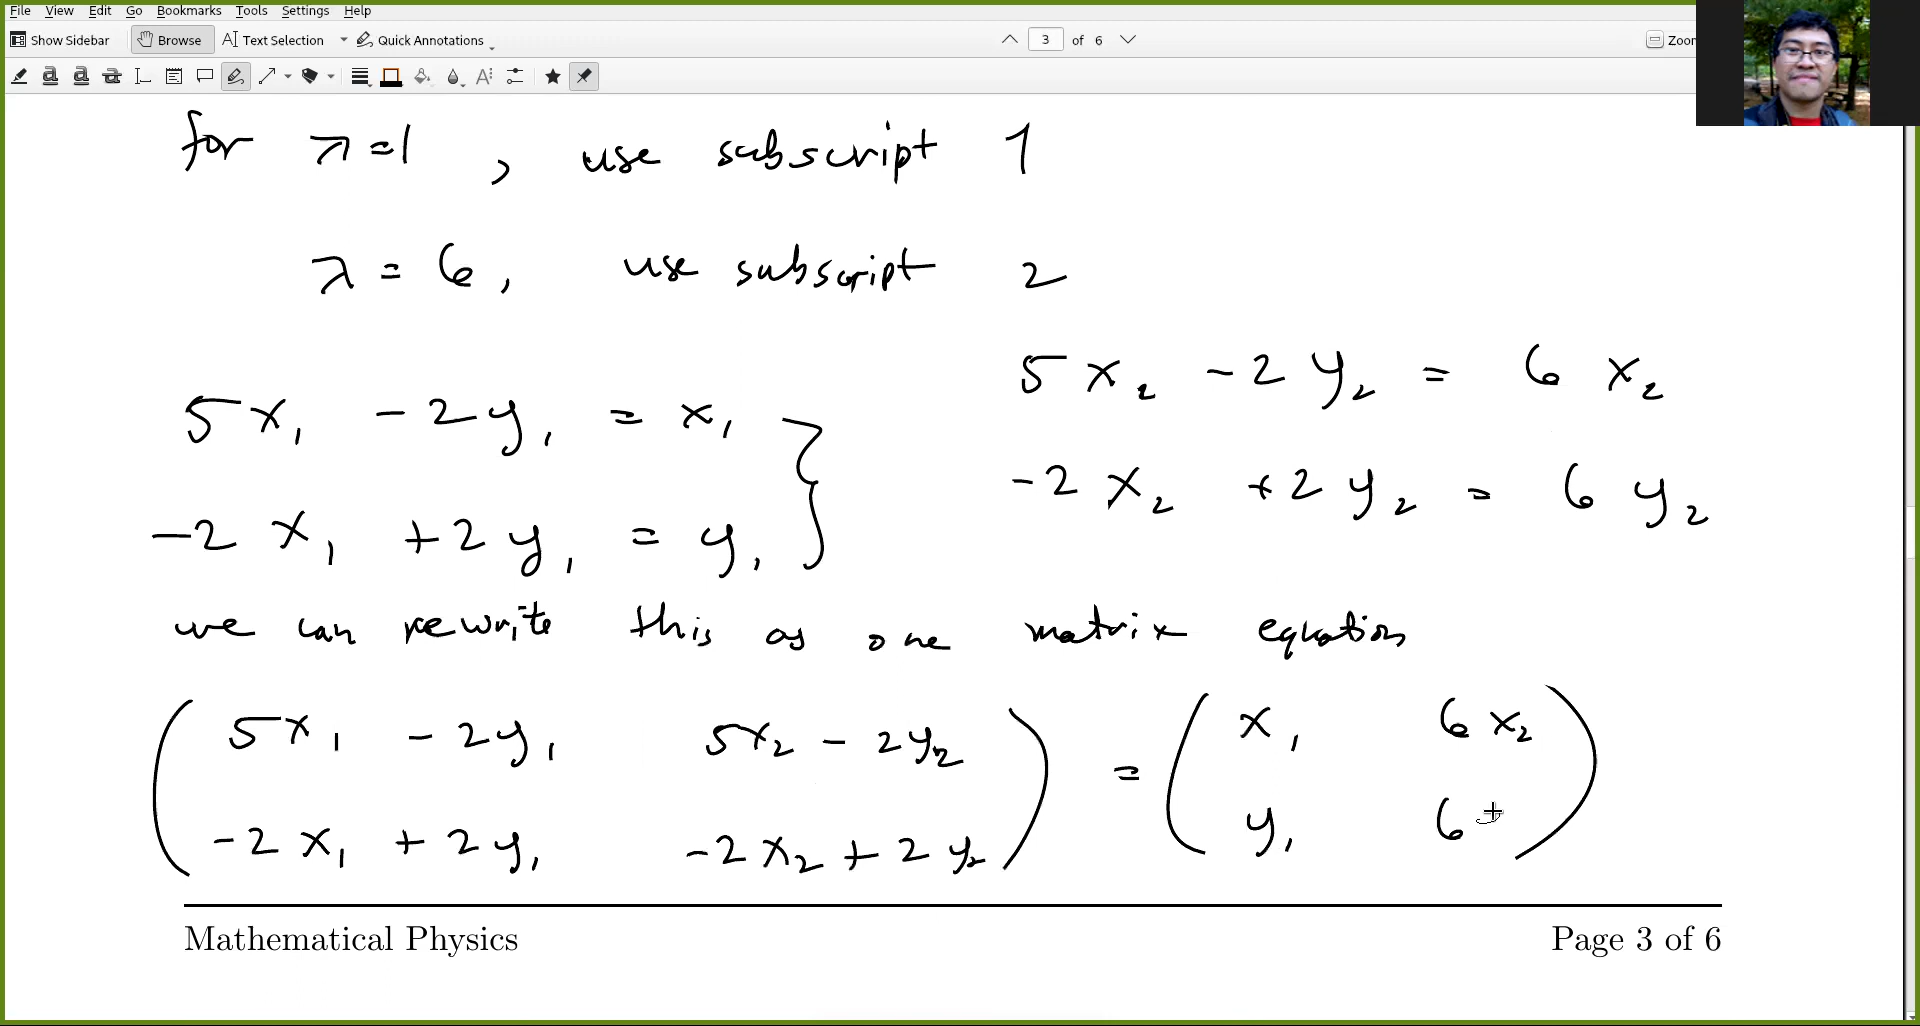 File View Edit Go Bookmarks Tools Settings Help
Show Sidebar Browse Text Selection Quick Annotations 3 of 6
for λ=1, use subscript 1
λ = 6, use subscript 2
5x₂ -2y₂ = 6x₂
5x₁ -2y₁ = x₁
-2x₂ +2y₂ = 6y₂
-2x₁ +2y₁ = y₁
we can rewrite this as one matrix equation
( 5x₁ - 2y₁ 5x₂ - 2y₂ ) = ( x₁ 6x₂ )
( -2x₁ + 2y₁ -2x₂ + 2y₂ ) ( y₁ 6 )
Mathematical Physics Page 3 of 6